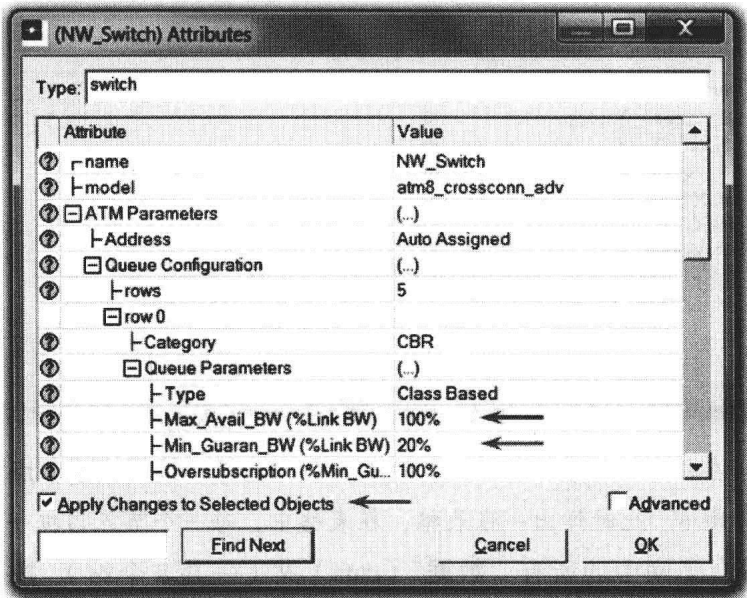 (NW_Switch) Attributes
Type: switch
Attribute Value
name NW_Switch
model atm8_crossconn_adv
ATM Parameters (...)
Address Auto Assigned
Queue Configuration (...)
rows 5
row 0
Category CBR
Queue Parameters (...)
Type Class Based
Max_Avail_BW (%Link BW) 100%
Min_Guaran_BW (%Link BW) 20%
Oversubscription (%Min_Gu... 100%
Apply Changes to Selected Objects Advanced
Find Next Cancel OK